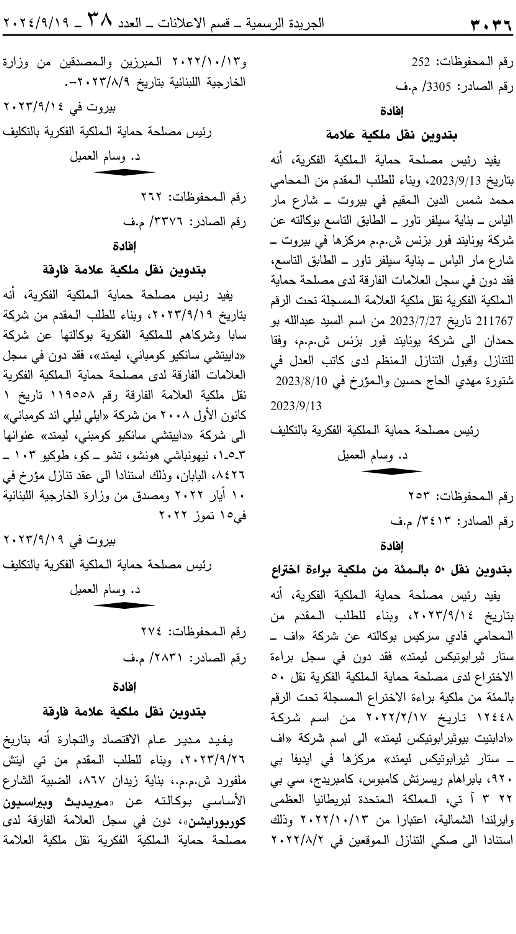 ٣٠٣٦
الجريدة الرسمية ــ قسم الاعلانات ــ العدد ٣٨ ــ ٢٠٢٤/٩/١٩
رقم المحفوظات: 252
رقم الصادر: 3305/ م.ف
إفادة
بتدوين نقل ملكية علامة
يفيد رئيس مصلحة حماية الملكية الفكرية، أنه
بتاريخ 2023/9/13، وبناء للطلب المقدم من المحامي
محمد شمس الدين المقيم في بيروت ــ شارع مار
الياس ــ بناية سيلفر تاور ــ الطابق التاسع بوكالته عن
شركة يونايتد فور بزنس ش.م.م مركزها في بيروت ــ
شارع مار الياس ــ بناية سيلفر تاور ــ الطابق التاسع،
فقد دون في سجل العلامات الفارقة لدى مصلحة حماية
الملكية الفكرية نقل ملكية العلامة المسجلة تحت الرقم
211767 تاريخ 2023/7/27 من اسم السيد عبدالله بو
حمدان الى شركة يونايتد فور بزنس ش.م.م، وفقا
للتنازل وقبول التنازل المنظم لدى كاتب العدل في
شتورة مهدي الحاج حسين والمؤرخ في 2023/8/10
2023/9/13
رئيس مصلحة حماية الملكية الفكرية بالتكليف
د. وسام العميل
رقم المحفوظات: ٢٥٣
رقم الصادر: ٣٤١٣/ م.ف
إفادة
بتدوين نقل ٥٠ بالمئة من ملكية براءة اختراع
يفيد رئيس مصلحة حماية الملكية الفكرية، أنه
بتاريخ ٢٠٢٣/٩/١٤، وبناء للطلب المقدم من
المحامي فادي سركيس بوكالته عن شركة «اف ــ
ستار ثيرابوتيكس ليمتد» فقد دون في سجل براءة
الاختراع لدى مصلحة حماية الملكية الفكرية نقل ٥٠
بالمئة من ملكية براءة الاختراع المسجلة تحت الرقم
١٢٤٤٨ تاريخ ٢٠٢٢/٢/١٧ من اسم شركة
«ادابتيت بيوثيرابوتيكس ليمتد» الى اسم شركة «اف
ــ ستار ثيرابوتيكس ليمتد» مركزها في ايديفا بي
٩٢٠، بابراهام ريسرتش كامبوس، كامبريدج، سي بي
٢٢ ٣ آ تي، المملكة المتحدة لبريطانيا العظمى
وايرلندا الشمالية، اعتبارا من ٢٠٢٢/١٠/١٣ وذلك
استنادا الى صكي التنازل الموقعين في ٢٠٢٢/٨/٢
و٢٠٢٢/١٠/١٣ المبرزين والمصدقين من وزارة
الخارجية اللبنانية بتاريخ ٢٠٢٣/٨/٩-.
بيروت في ٢٠٢٣/٩/١٤
رئيس مصلحة حماية الملكية الفكرية بالتكليف
د. وسام العميل
رقم المحفوظات: ٢٦٢
رقم الصادر: ٣٣٧٦/ م.ف
إفادة
بتدوين نقل ملكية علامة فارقة
يفيد رئيس مصلحة حماية الملكية الفكرية، أنه
بتاريخ ٢٠٢٣/٩/١٩، وبناء للطلب المقدم من شركة
سابا وشركاهم للملكية الفكرية بوكالتها عن شركة
«داييتشي سانكيو كومباني، ليمتد»، فقد دون في سجل
العلامات الفارقة لدى مصلحة حماية الملكية الفكرية
نقل ملكية العلامة الفارقة رقم ١١٩٥٥٨ تاريخ ١
كانون الأول ٢٠٠٨ من شركة «ايلي ليلي اند كومباني»
الى شركة «داييتشي سانكيو كومبنى، ليمتد» عنوانها
٣ـ٥ـ١، نيهونباشي هونشو، تشو ــ كو، طوكيو ١٠٣ ــ
٨٤٢٦، اليابان، وذلك استنادا الى عقد تنازل مؤرخ في
١٠ أيار ٢٠٢٢ ومصدق من وزارة الخارجية اللبنانية
في١٥ تموز ٢٠٢٢
بيروت في ٢٠٢٣/٩/١٩
رئيس مصلحة حماية الملكية الفكرية بالتكليف
د. وسام العميل
رقم المحفوظات: ٢٧٤
رقم الصادر: ٢٨٣١/ م.ف
إفادة
بتدوين نقل ملكية علامة فارقة
يفيد مدير عام الاقتصاد والتجارة أنه بتاريخ
٢٠٢٣/٩/٢٦، وبناء للطلب المقدم من تي ايتش
ملفورد ش.م.م.، بناية زيدان ٨٦٧، الضبية الشارع
الأساسي بوكالته عن «ميريديث وبيراسيون
كوربورايشن»، دون في سجل العلامة الفارقة لدى
مصلحة حماية الملكية الفكرية نقل ملكية العلامة